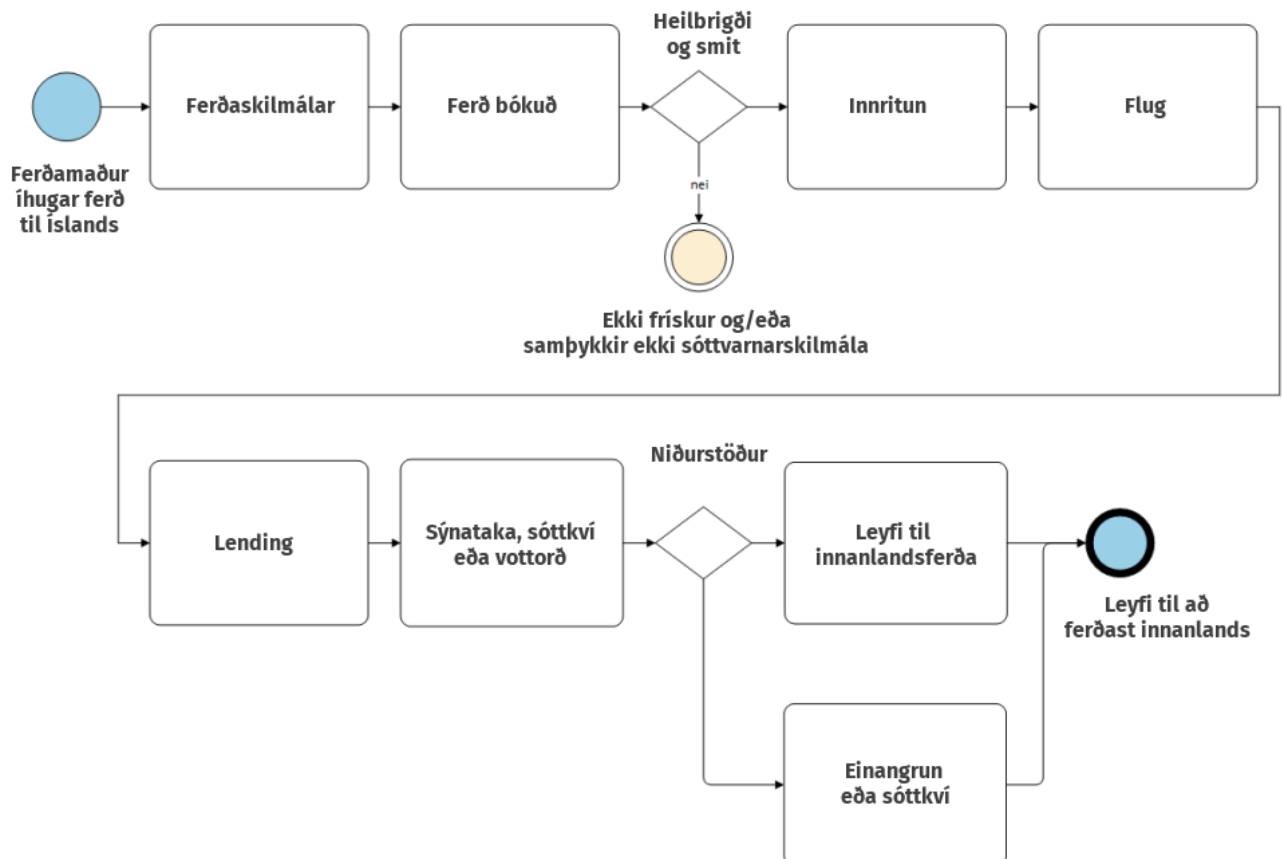 Heilbrigði
og smit
Ferðaskilmálar
Ferð bókuð
Innritun
Flug
Ferðamaður
íhugar ferð
til Íslands
nei
Ekki frískur og/eða
samþykkir ekki sóttvarnarskilmála
Niðurstöður
Lending
Sýnataka, sóttkví
eða vottorð
Leyfi til
innanlandsferða
Leyfi til að
ferðast innanlands
Einangrun
eða sóttkví